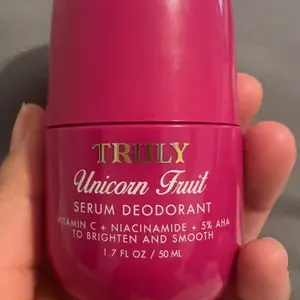 TRULY
Unicorn Fruit
SERUM DEODORANT
VITAMIN C + NIACINAMIDE + 5% AHA
TO BRIGHTEN AND SMOOTH
1.7 FL OZ / 50 ML